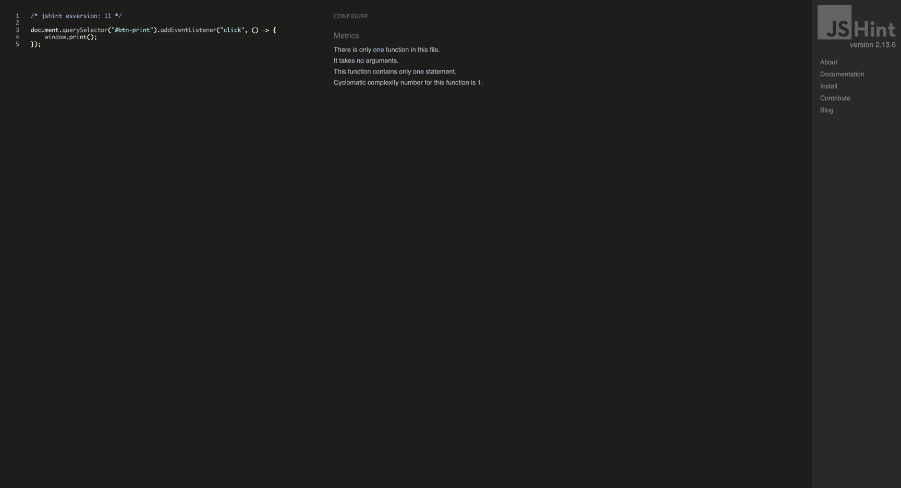 1 /* jshint esversion: 11 */
2
3 document.querySelector("#btn-print").addEventListener("click", () => {
4 window.print();
5 });
CONFIGURE
Metrics
There is only one function in this file.
It takes no arguments.
This function contains only one statement.
Cyclomatic complexity number for this function is 1.
JSHint
version 2.13.6
About
Documentation
Install
Contribute
Blog